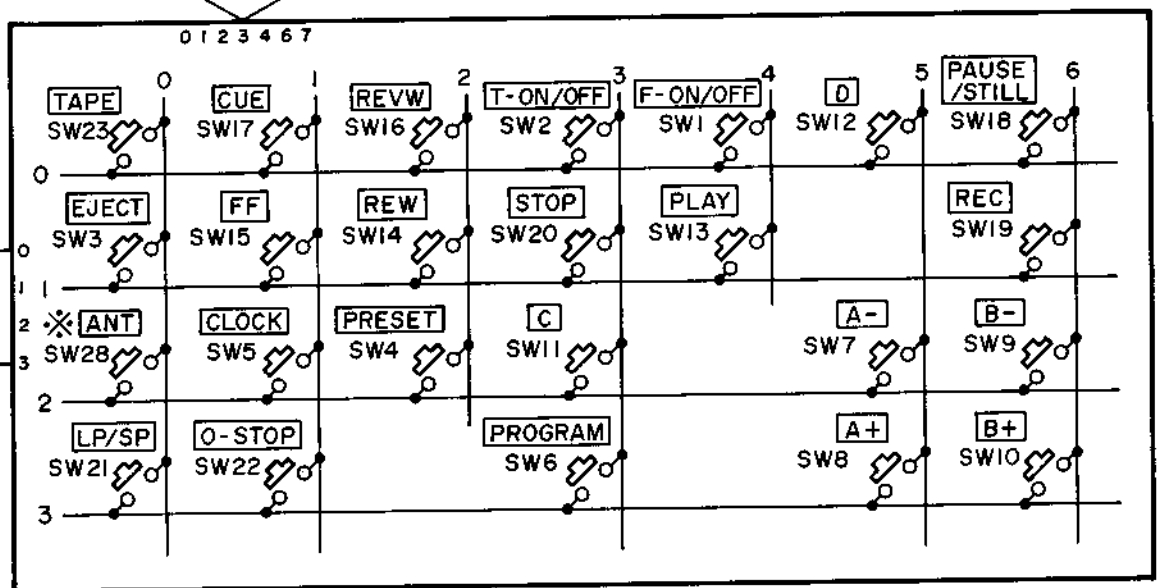 0 1 2 3 4 6 7
0 1 2 3 4 5 6
TAPE CUE REVW T-ON/OFF F-ON/OFF D PAUSE
/STILL
SW23 SW17 SW16 SW2 SW1 SW12 SW18
0
EJECT FF REW STOP PLAY REC
SW3 SW15 SW14 SW20 SW13 SW19
0
1 1
2 ※ ANT CLOCK PRESET C A- B-
SW28 SW5 SW4 SW11 SW7 SW9
3
2
LP/SP O-STOP PROGRAM A+ B+
SW21 SW22 SW6 SW8 SW10
3